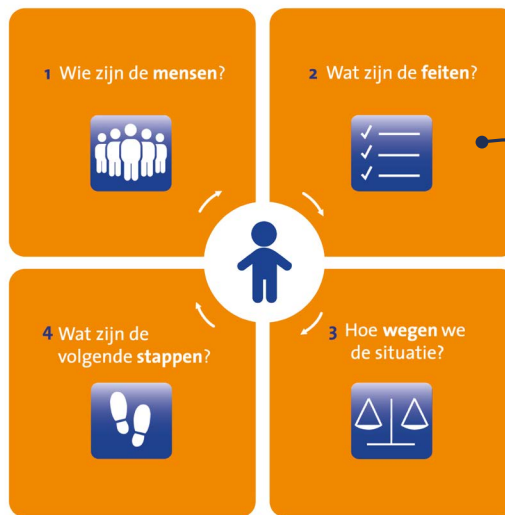 1 Wie zijn de mensen?
2 Wat zijn de feiten?
4 Wat zijn de
volgende stappen?
3 Hoe wegen we
de situatie?